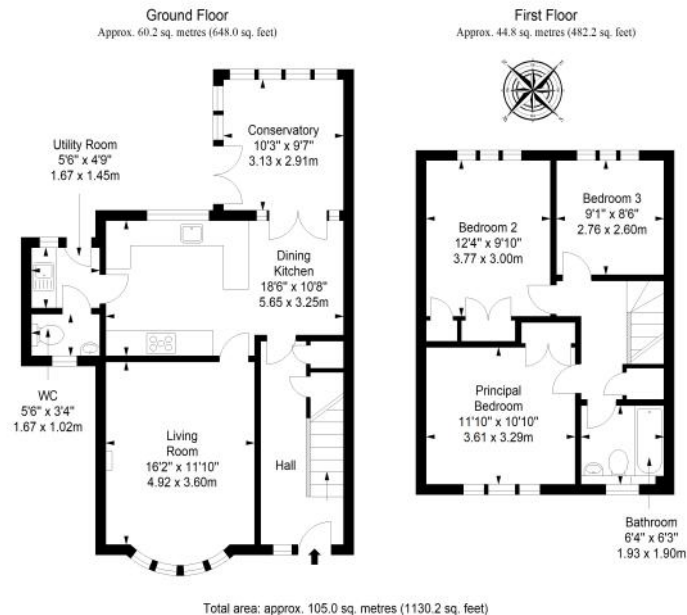 Ground Floor
Approx. 60.2 sq. metres (648.0 sq. feet)
First Floor
Approx. 44.8 sq. metres (482.2 sq. feet)
Utility Room
5'6" x 4'9"
1.67 x 1.45m
Conservatory
10'3" x 9'7"
3.13 x 2.91m
Dining
Kitchen
18'6" x 10'8"
5.65 x 3.25m
WC
5'6" x 3'4"
1.67 x 1.02m
Living
Room
16'2" x 11'10"
4.92 x 3.60m
Hall
Bedroom 2
12'4" x 9'10"
3.77 x 3.00m
Bedroom 3
9'1" x 8'6"
2.76 x 2.60m
Principal
Bedroom
11'10" x 10'10"
3.61 x 3.29m
Bathroom
6'4" x 6'3"
1.93 x 1.90m
Total area: approx. 105.0 sq. metres (1130.2 sq. feet)